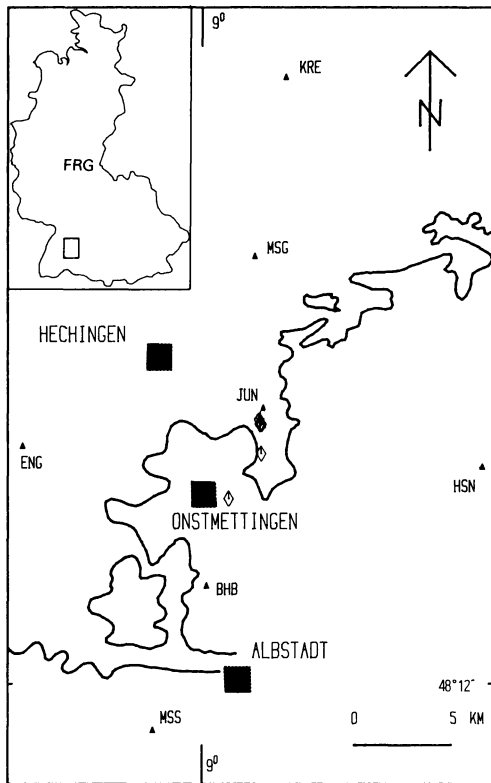 9°
KRE
N
FRG
MSG
HECHINGEN
JUN
ENG
HSN
ONSTMETTINGEN
BHB
ALBSTADT
48°12'
MSS
0 5 KM
9°